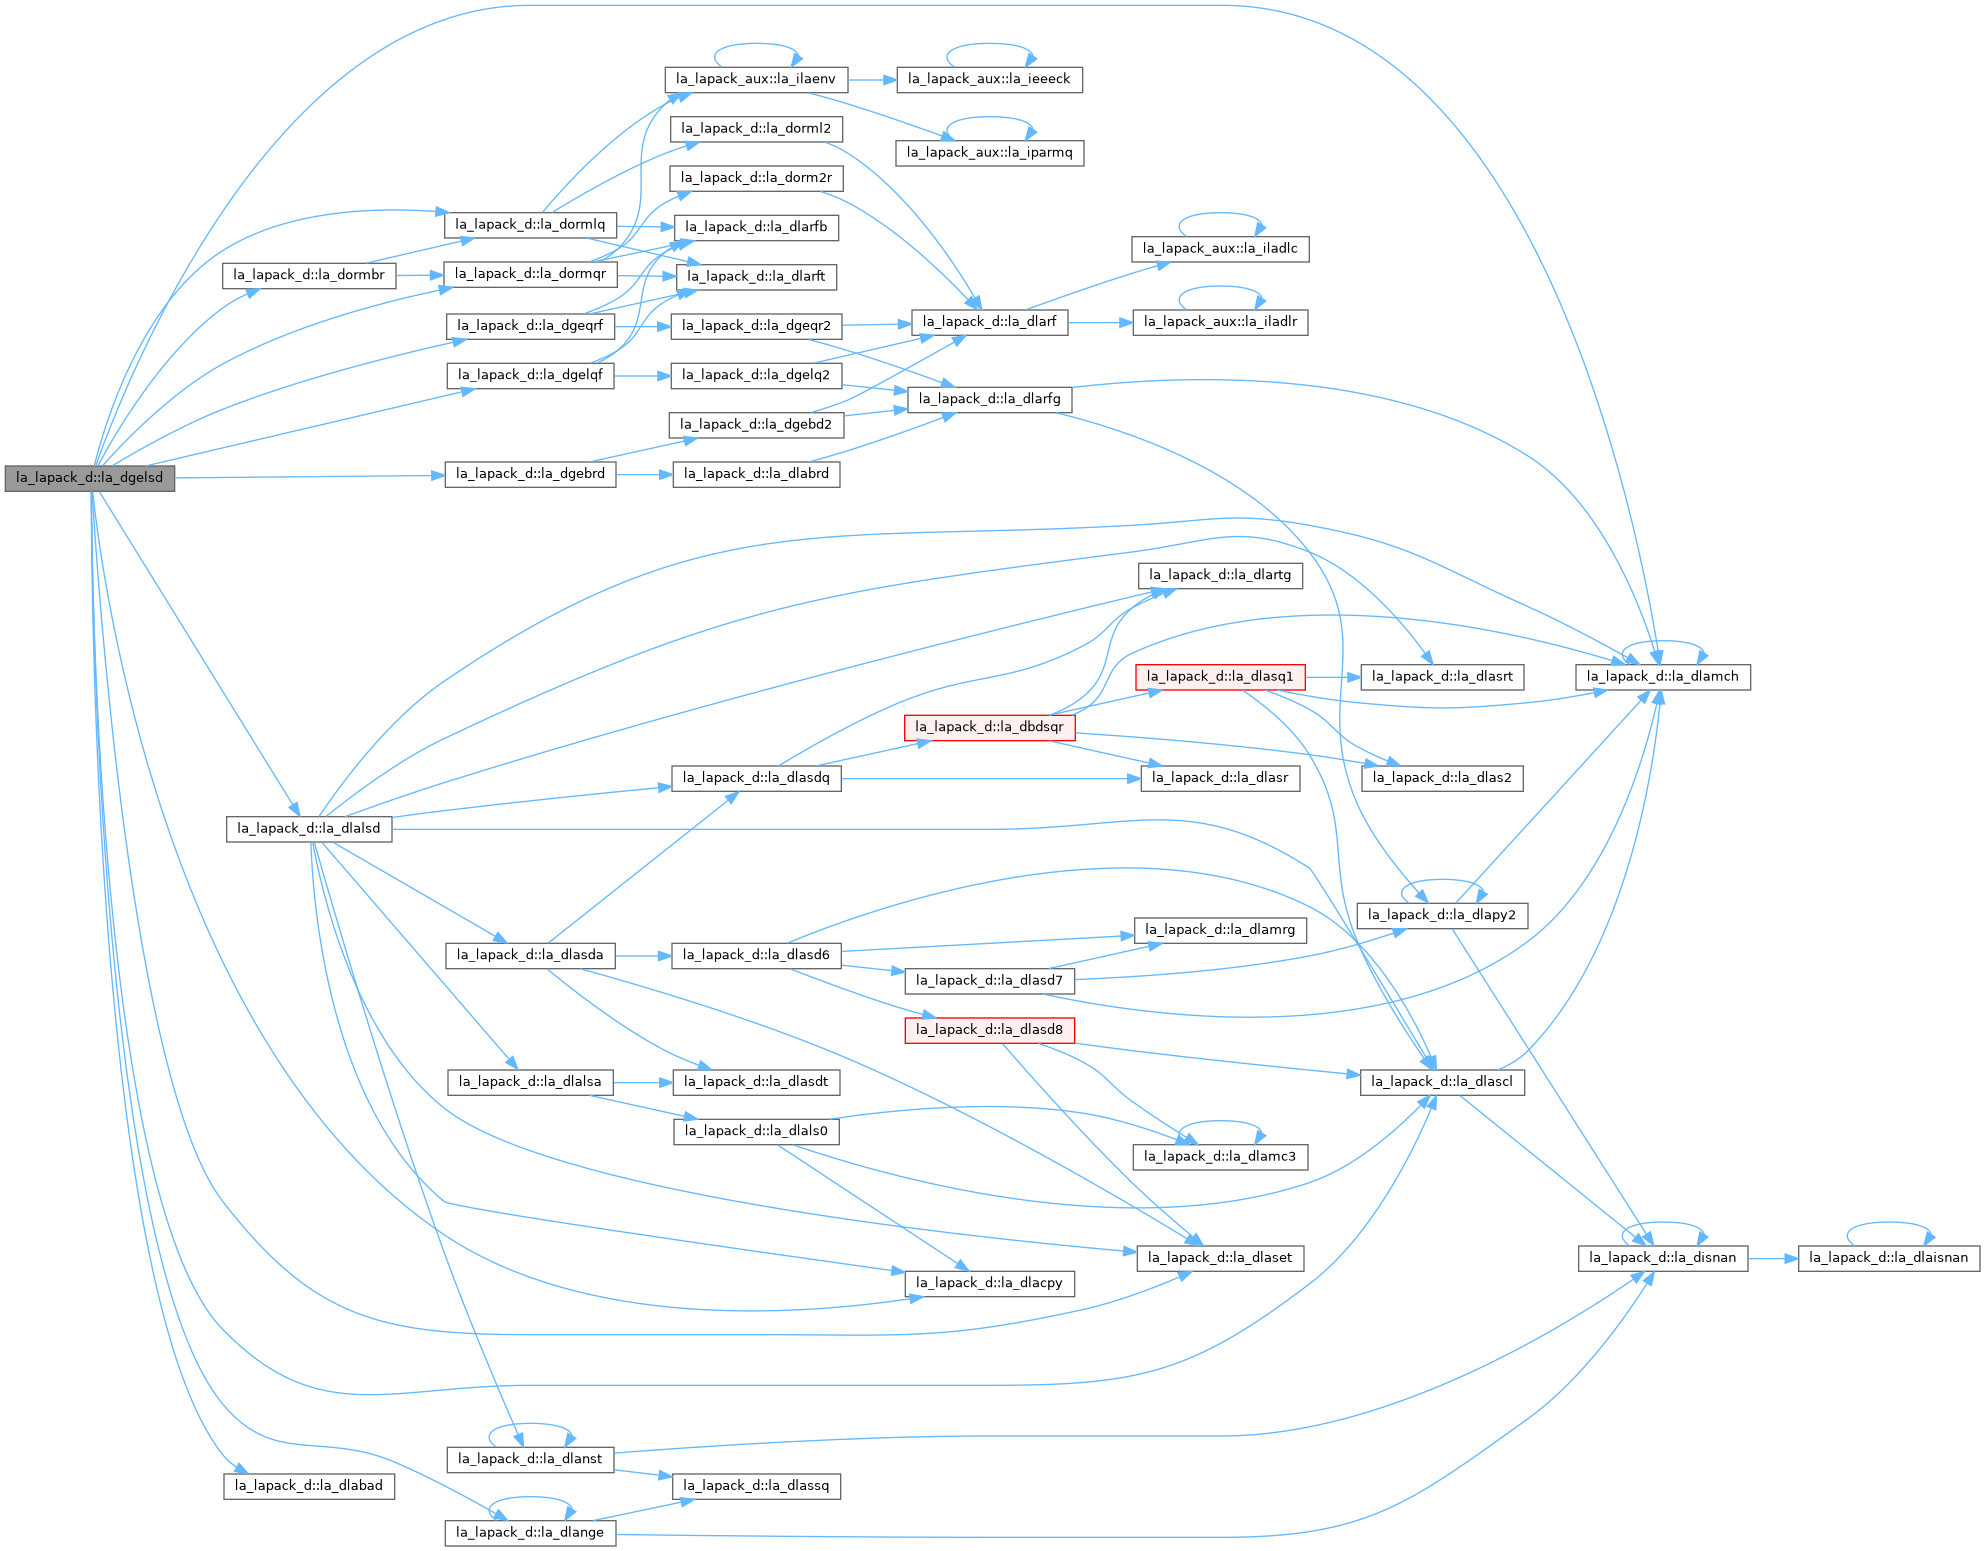 la_lapack_d::la_dgelsd
la_lapack_d::la_dormbr
la_lapack_d::la_dlalsd
la_lapack_d::la_dlabad
la_lapack_d::la_dormlq
la_lapack_d::la_dormqr
la_lapack_d::la_dgeqrf
la_lapack_d::la_dgelqf
la_lapack_d::la_dgebrd
la_lapack_d::la_dlasda
la_lapack_d::la_dlalsa
la_lapack_d::la_dlanst
la_lapack_d::la_dlange
la_lapack_aux::la_ilaenv
la_lapack_d::la_dorml2
la_lapack_d::la_dorm2r
la_lapack_d::la_dlarfb
la_lapack_d::la_dlarft
la_lapack_d::la_dgeqr2
la_lapack_d::la_dgelq2
la_lapack_d::la_dgebd2
la_lapack_d::la_dlabrd
la_lapack_d::la_dlasdq
la_lapack_d::la_dlasd6
la_lapack_d::la_dlasdt
la_lapack_d::la_dlals0
la_lapack_d::la_dlassq
la_lapack_aux::la_ieeeck
la_lapack_aux::la_iparmq
la_lapack_d::la_dlarf
la_lapack_d::la_dlarfg
la_lapack_d::la_dbdsqr
la_lapack_d::la_dlasd7
la_lapack_d::la_dlasd8
la_lapack_d::la_dlacpy
la_lapack_aux::la_iladlc
la_lapack_aux::la_iladlr
la_lapack_d::la_dlartg
la_lapack_d::la_dlasq1
la_lapack_d::la_dlasr
la_lapack_d::la_dlamrg
la_lapack_d::la_dlamc3
la_lapack_d::la_dlaset
la_lapack_d::la_dlasrt
la_lapack_d::la_dlas2
la_lapack_d::la_dlapy2
la_lapack_d::la_dlascl
la_lapack_d::la_dlamch
la_lapack_d::la_disnan
la_lapack_d::la_dlaisnan